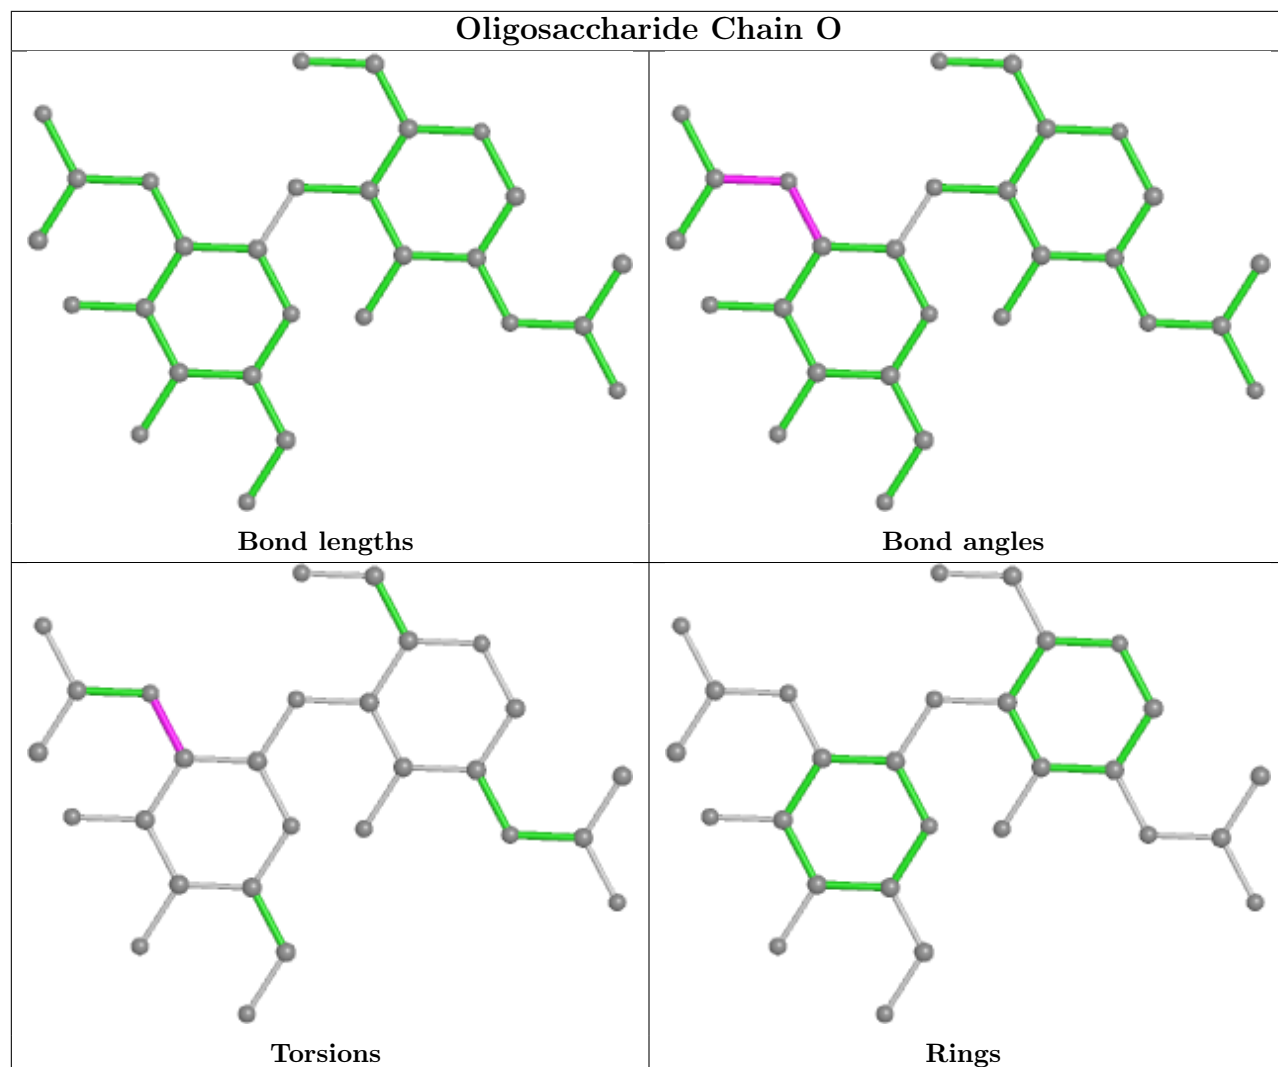 Oligosaccharide Chain O
Bond lengths
Bond angles
Torsions
Rings